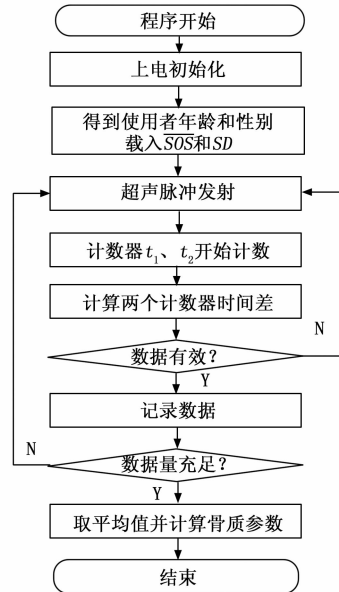 程序开始
上电初始化
得到使用者年龄和性别
载入SOS和SD
超声脉冲发射
计数器t₁、t₂开始计数
计算两个计数器时间差
N
数据有效?
Y
记录数据
N
数据量充足?
Y
取平均值并计算骨质参数
结束